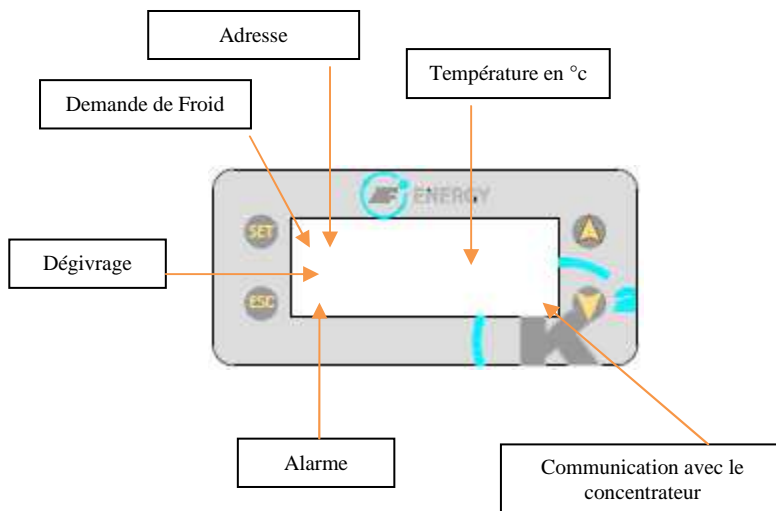 Adresse
Température en °c
Demande de Froid
ENERGY
SET
Dégivrage
ESC
K
Alarme
Communication avec le
concentrateur